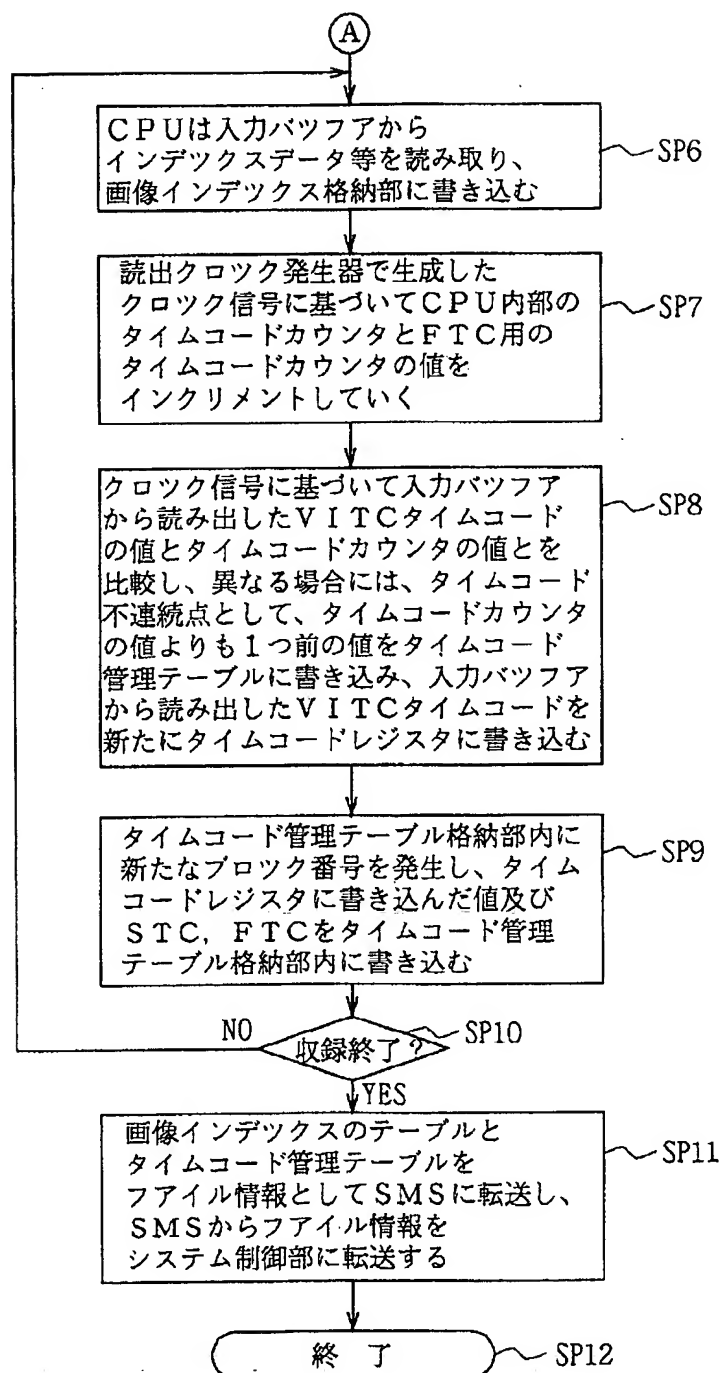 A
CPUは入力バツフアから
インデツクスデータ等を読み取り、
画像インデツクス格納部に書き込む
SP6
読出クロツク発生器で生成した
クロツク信号に基づいてCPU内部の
タイムコードカウンタとFTC用の
タイムコードカウンタの値を
インクリメントしていく
SP7
クロツク信号に基づいて入力バツフア
から読み出したVITCタイムコード
の値とタイムコードカウンタの値とを
比較し、異なる場合には、タイムコード
不連続点として、タイムコードカウンタ
の値よりも1つ前の値をタイムコード
管理テーブルに書き込み、入力バツフア
から読み出したVITCタイムコードを
新たにタイムコードレジスタに書き込む
SP8
タイムコード管理テーブル格納部内に
新たなブロツク番号を発生し、タイム
コードレジスタに書き込んだ値及び
STC, FTCをタイムコード管理
テーブル格納部内に書き込む
SP9
NO
収録終了?
SP10
YES
画像インデツクスのテーブルと
タイムコード管理テーブルを
フアイル情報としてSMSに転送し、
SMSからフアイル情報を
システム制御部に転送する
SP11
終 了
SP12